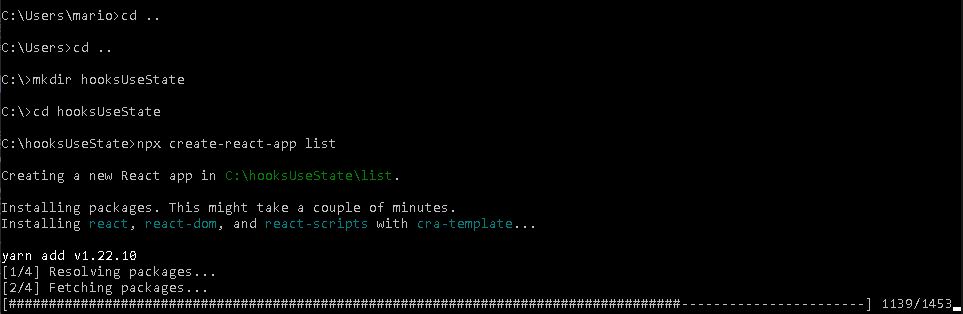 C:\Users\mario>cd ..
C:\Users>cd ..
C:\>mkdir hooksUseState
C:\>cd hooksUseState
C:\hooksUseState>npx create-react-app list
Creating a new React app in C:\hooksUseState\list.
Installing packages. This might take a couple of minutes.
Installing react, react-dom, and react-scripts with cra-template...
yarn add v1.22.10
[1/4] Resolving packages...
[2/4] Fetching packages...
[####################################################################################-----------------------] 1139/1453